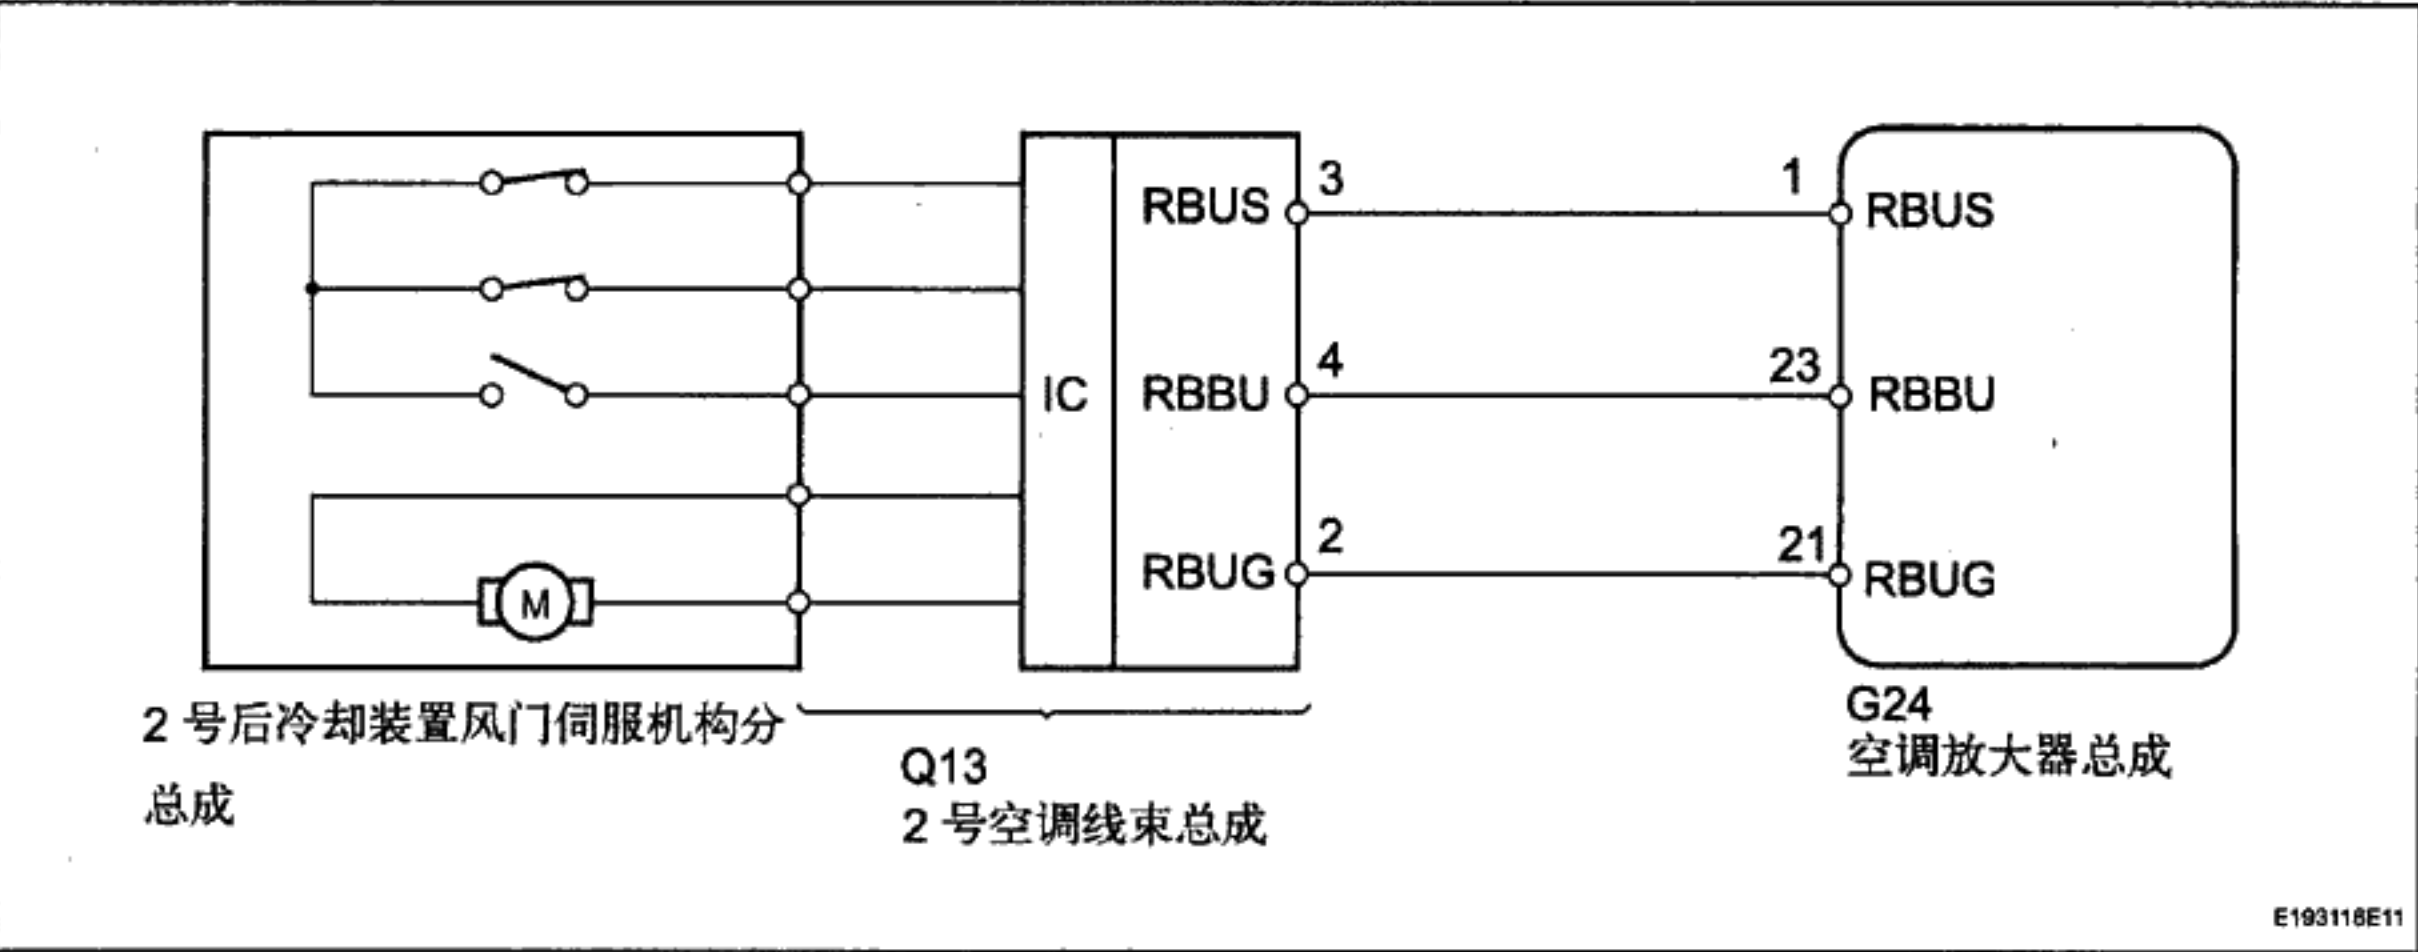 RBUS 3 1 RBUS
IC RBBU 4 23 RBBU
RBUG 2 21 RBUG
M
2 号后冷却装置风门伺服机构分
总成
Q13
2 号空调线束总成
G24
空调放大器总成
E193116E11